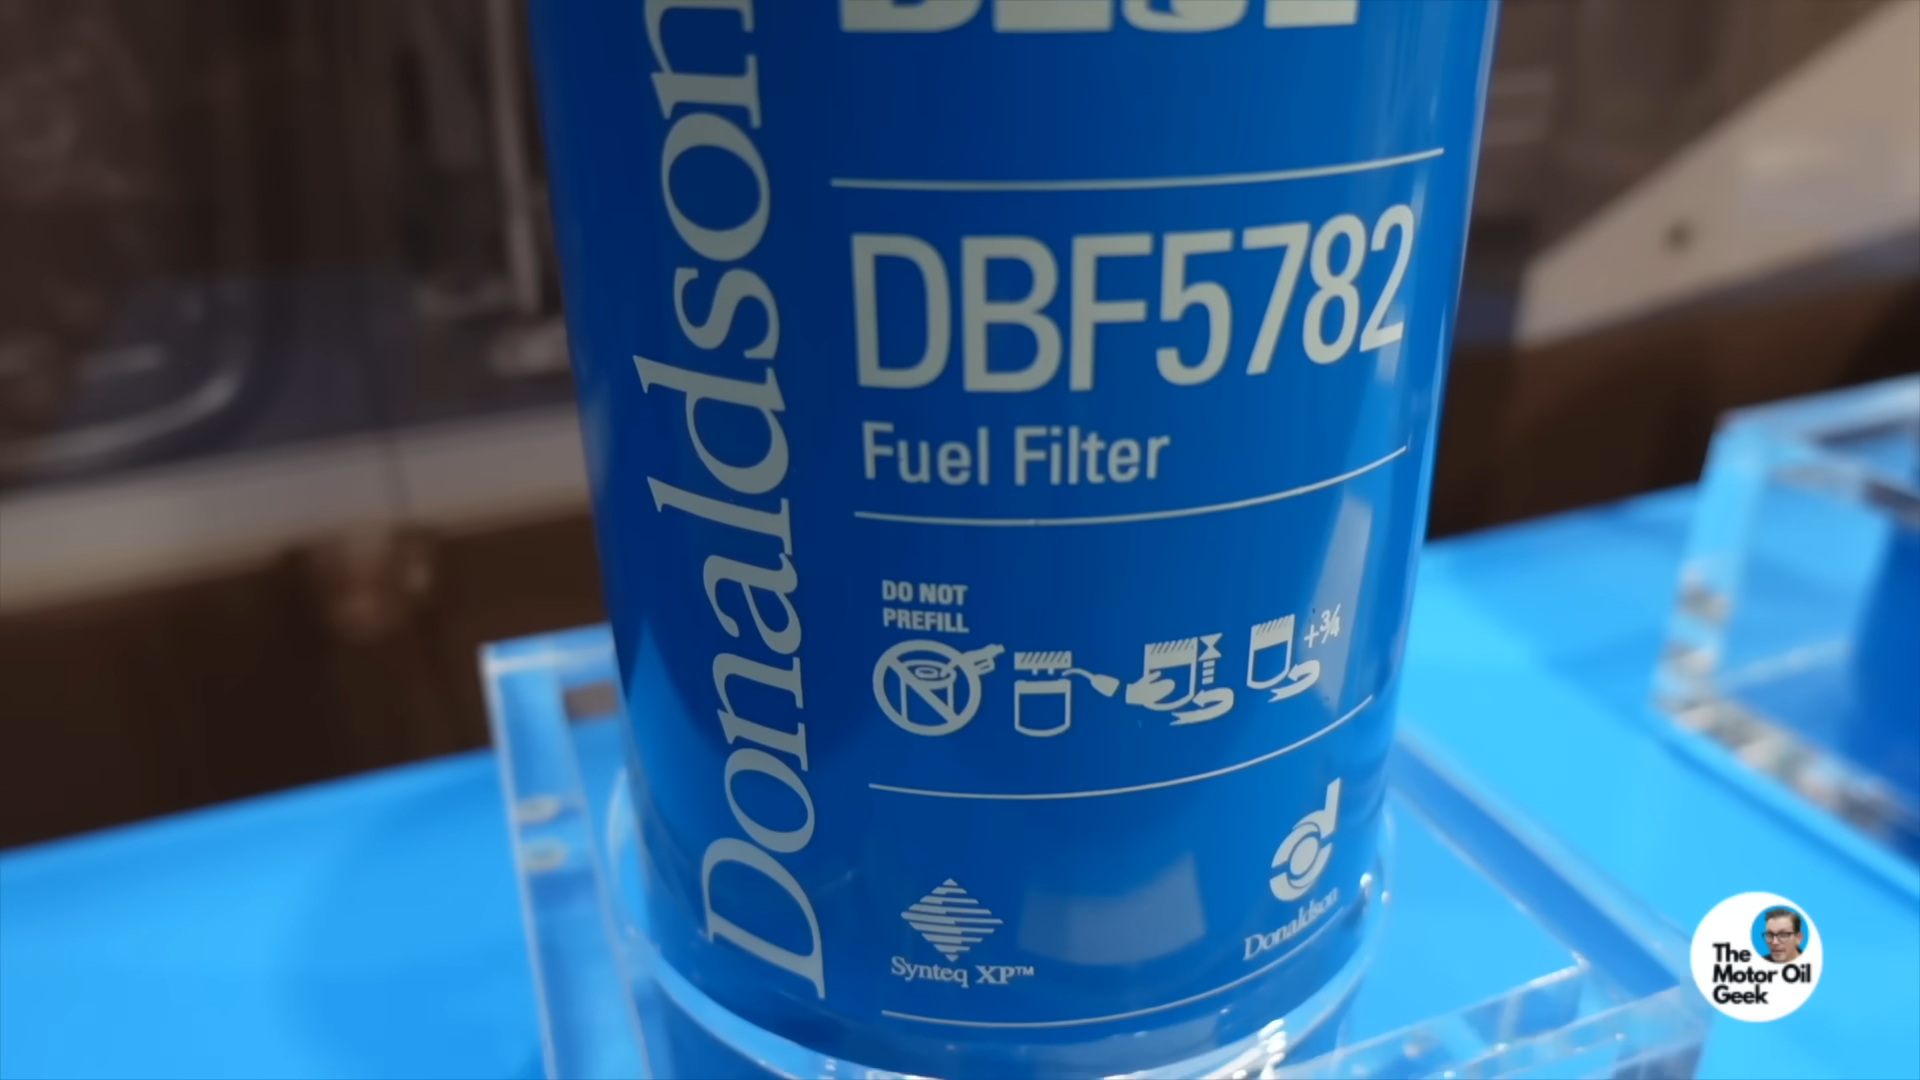 Donaldson
DBF5782
Fuel Filter
DO NOT
PREFILL
+¾
Synteq XP™
Donaldson
The
Motor Oil
Geek